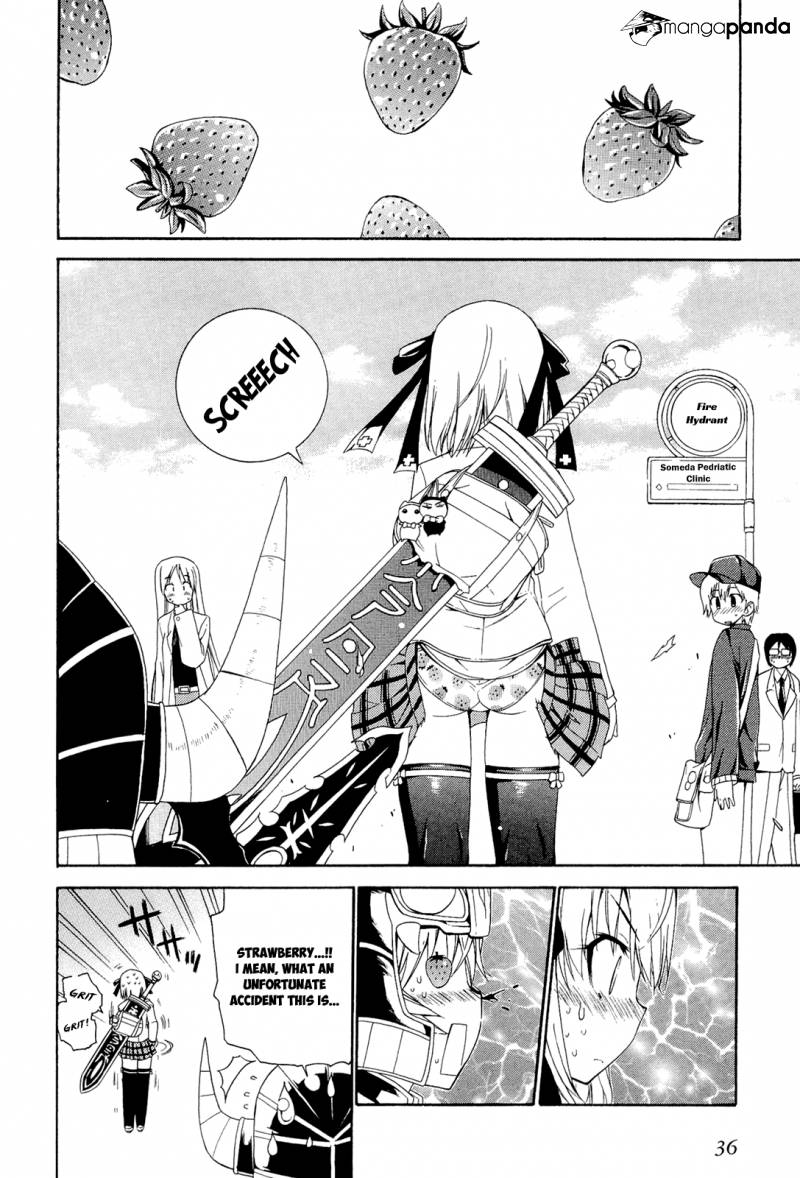 mangapanda
SCREEECH
Fire
Hydrant
Someda Pedriatic
Clinic
STRAWBERRY...!!
I MEAN, WHAT AN
UNFORTUNATE
ACCIDENT THIS IS...
GRIT
GRIT!
36